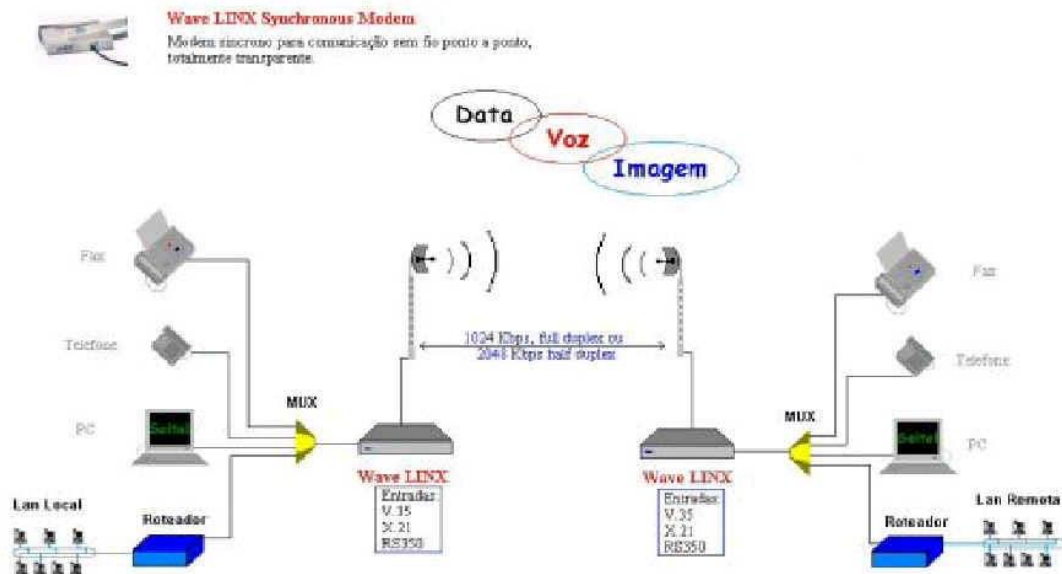 Wave LINX Synchronous Modem
Modem sincrono para comunicação sem fio ponto a ponto,
totalmente transparente.
Data
Voz
Imagem
Fax
Fax
1024 Kbps, full duplex ou
2048 Kbps half duplex
Telefone
Telefone
MUX
MUX
PC
Seitel
Seitel
PC
Wave LINX
Wave LINX
Entradas
V.35
X.21
RS350
Entradas
V.35
X.21
RS350
Lan Local
Roteador
Roteador
Lan Remota